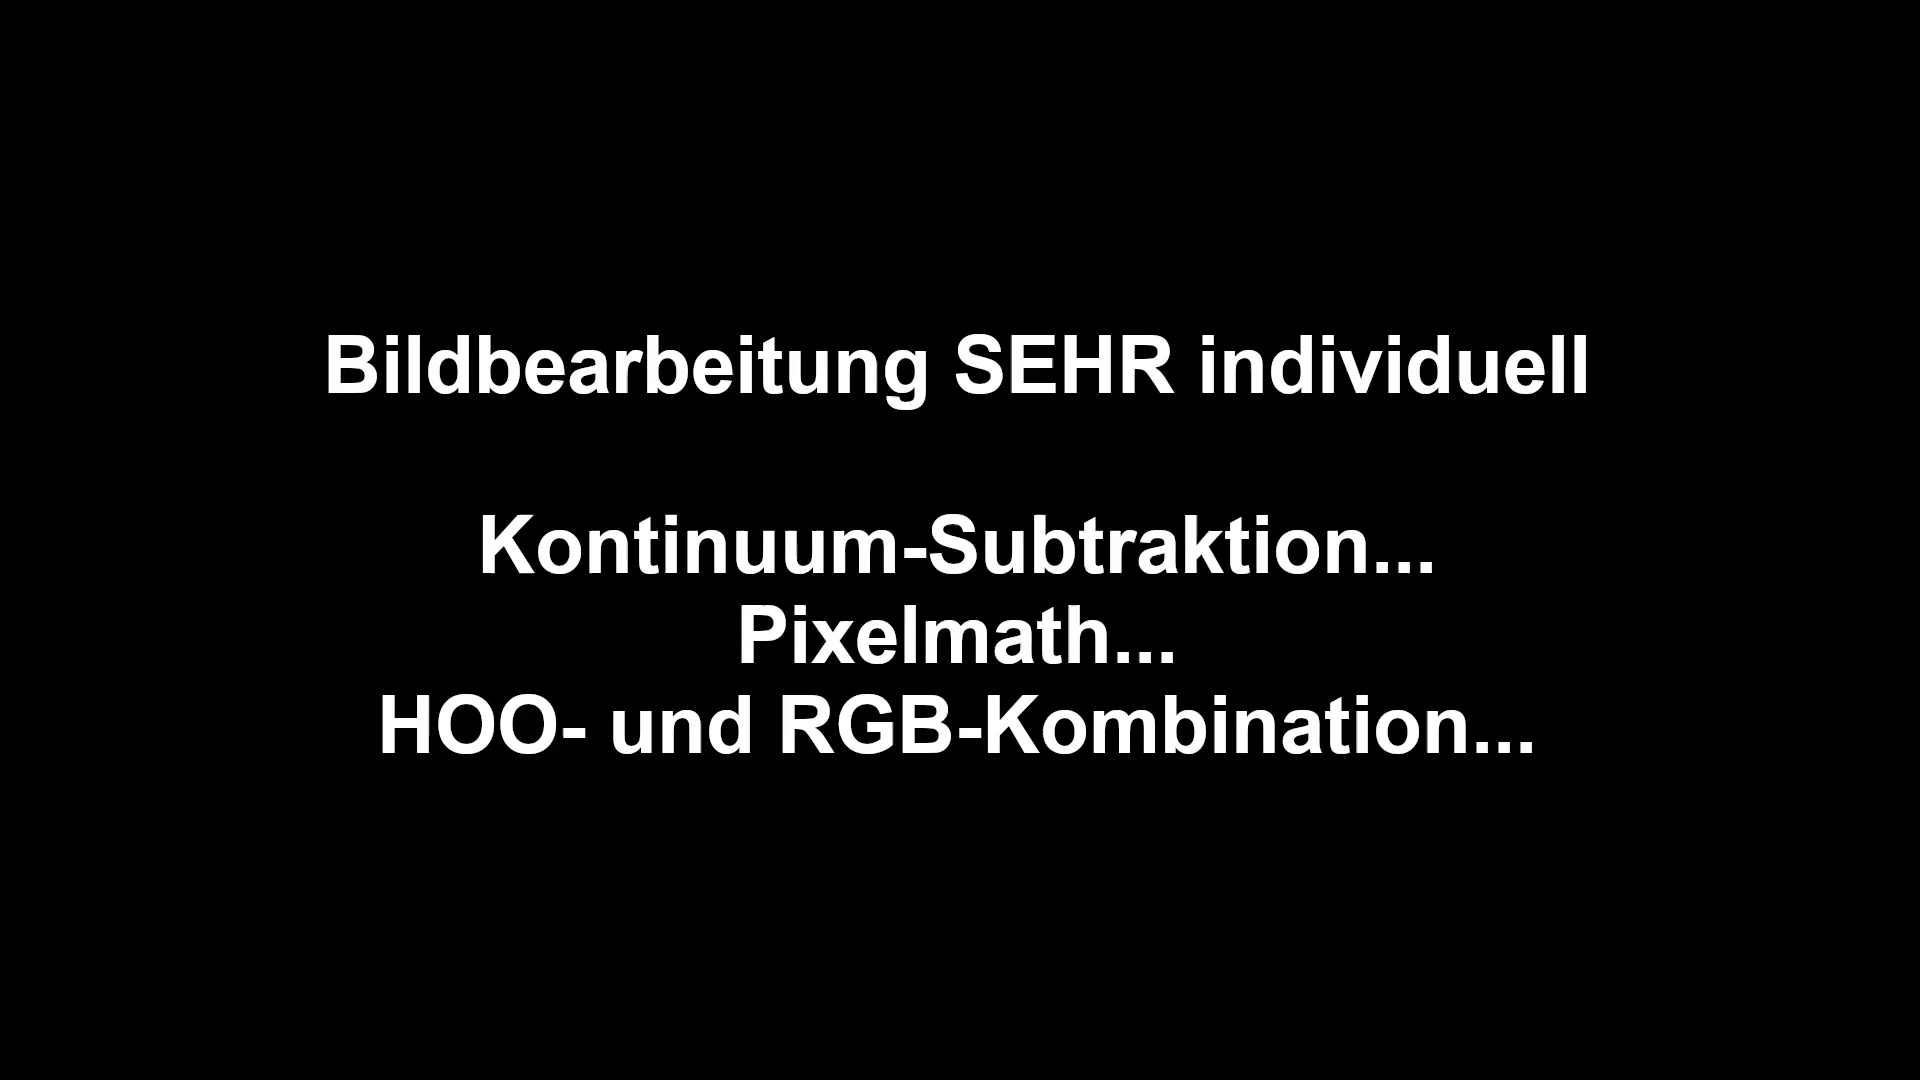 Bildbearbeitung SEHR individuell
Kontinuum-Subtraktion...
Pixelmath...
HOO- und RGB-Kombination...